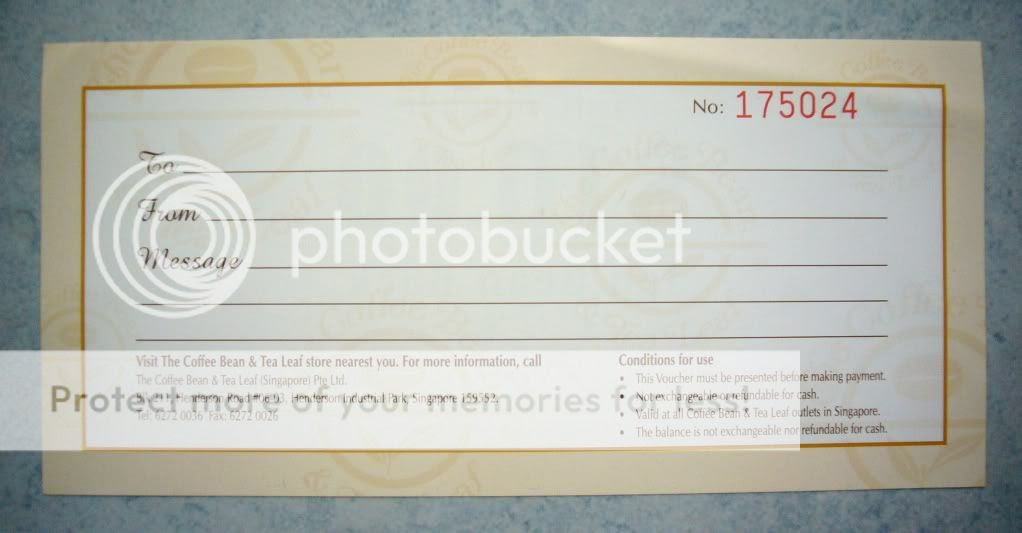 No: 175024
To
From
Message
photobucket
Visit The Coffee Bean & Tea Leaf store nearest you. For more information, call
The Coffee Bean & Tea Leaf (Singapore) Pte Ltd.
Henderson Road #06-03, Henderson Industrial Park, Singapore 159552.
Tel: 6272 0036 Fax: 6272 0026
Conditions for use
• This Voucher must be presented before making payment.
• Not exchangeable or refundable for cash.
• Valid at all Coffee Bean & Tea Leaf outlets in Singapore.
• The balance is not exchangeable nor refundable for cash.
Protect more of your memories for less!